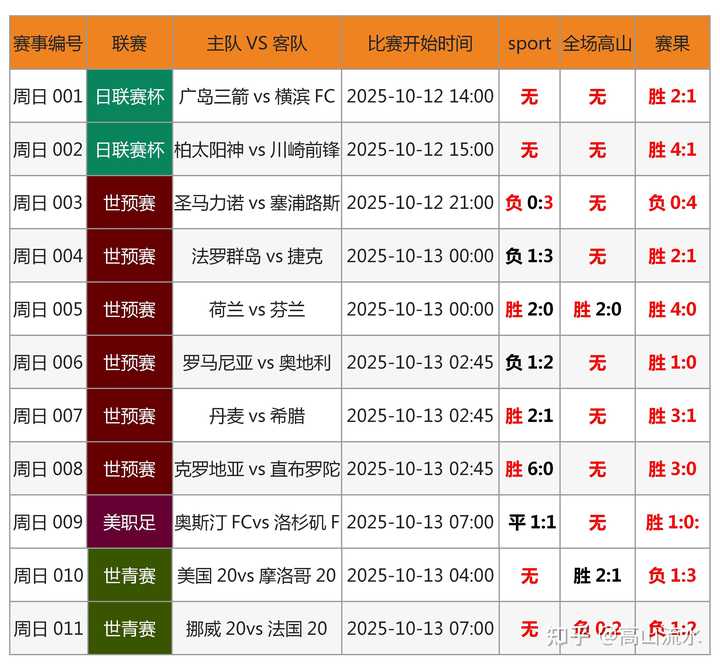 赛事编号 联赛 主队 VS 客队 比赛开始时间 sport 全场高山 赛果
周日 001 日联赛杯 广岛三箭 vs 横滨 FC 2025-10-12 14:00 无 无 胜 2:1
周日 002 日联赛杯 柏太阳神 vs 川崎前锋 2025-10-12 15:00 无 无 胜 4:1
周日 003 世预赛 圣马力诺 vs 塞浦路斯 2025-10-12 21:00 负 0:3 无 负 0:4
周日 004 世预赛 法罗群岛 vs 捷克 2025-10-13 00:00 负 1:3 无 胜 2:1
周日 005 世预赛 荷兰 vs 芬兰 2025-10-13 00:00 胜 2:0 胜 2:0 胜 4:0
周日 006 世预赛 罗马尼亚 vs 奥地利 2025-10-13 02:45 负 1:2 无 胜 1:0
周日 007 世预赛 丹麦 vs 希腊 2025-10-13 02:45 胜 2:1 无 胜 3:1
周日 008 世预赛 克罗地亚 vs 直布罗陀 2025-10-13 02:45 胜 6:0 无 胜 3:0
周日 009 美职足 奥斯汀 FCvs 洛杉矶 F 2025-10-13 07:00 平 1:1 无 胜 1:0:
周日 010 世青赛 美国 20vs 摩洛哥 20 2025-10-13 04:00 无 胜 2:1 负 1:3
周日 011 世青赛 挪威 20vs 法国 20 2025-10-13 07:00 无 负 0:2 负 1:2
知乎 @高山流水